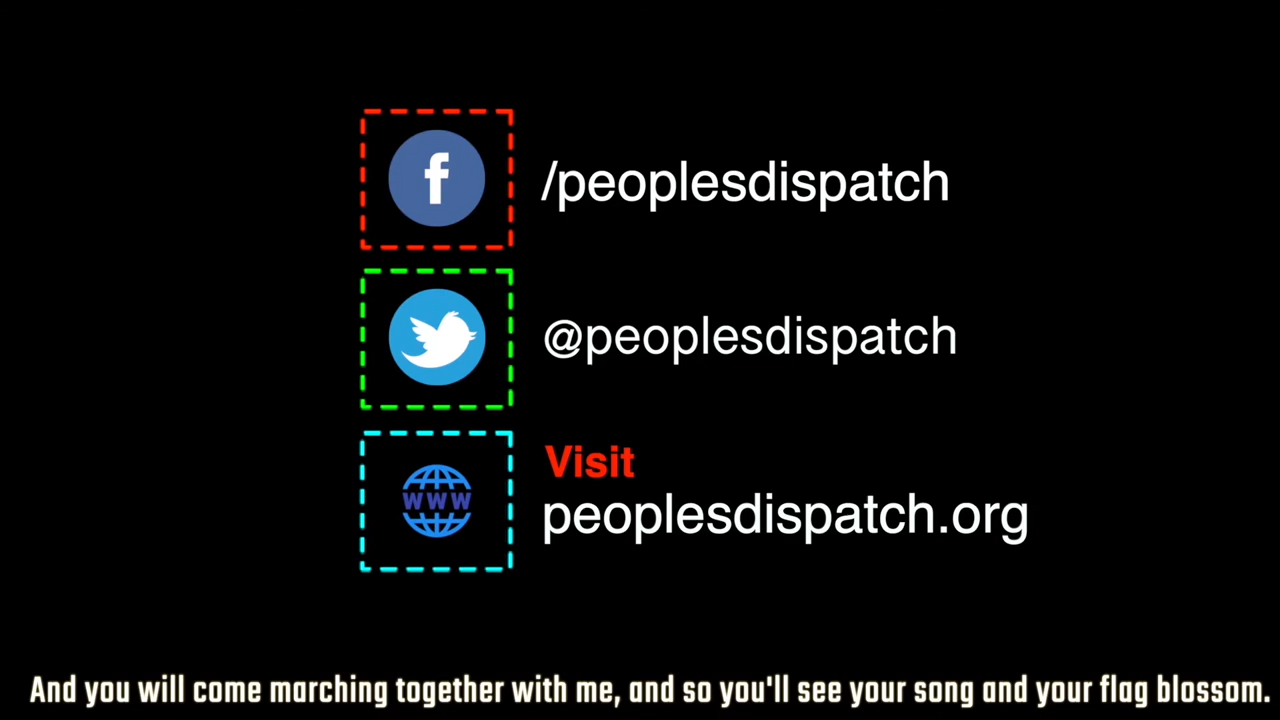 f
/peoplesdispatch
@peoplesdispatch
Visit
WWW
peoplesdispatch.org
And you will come marching together with me, and so you'll see your song and your flag blossom.